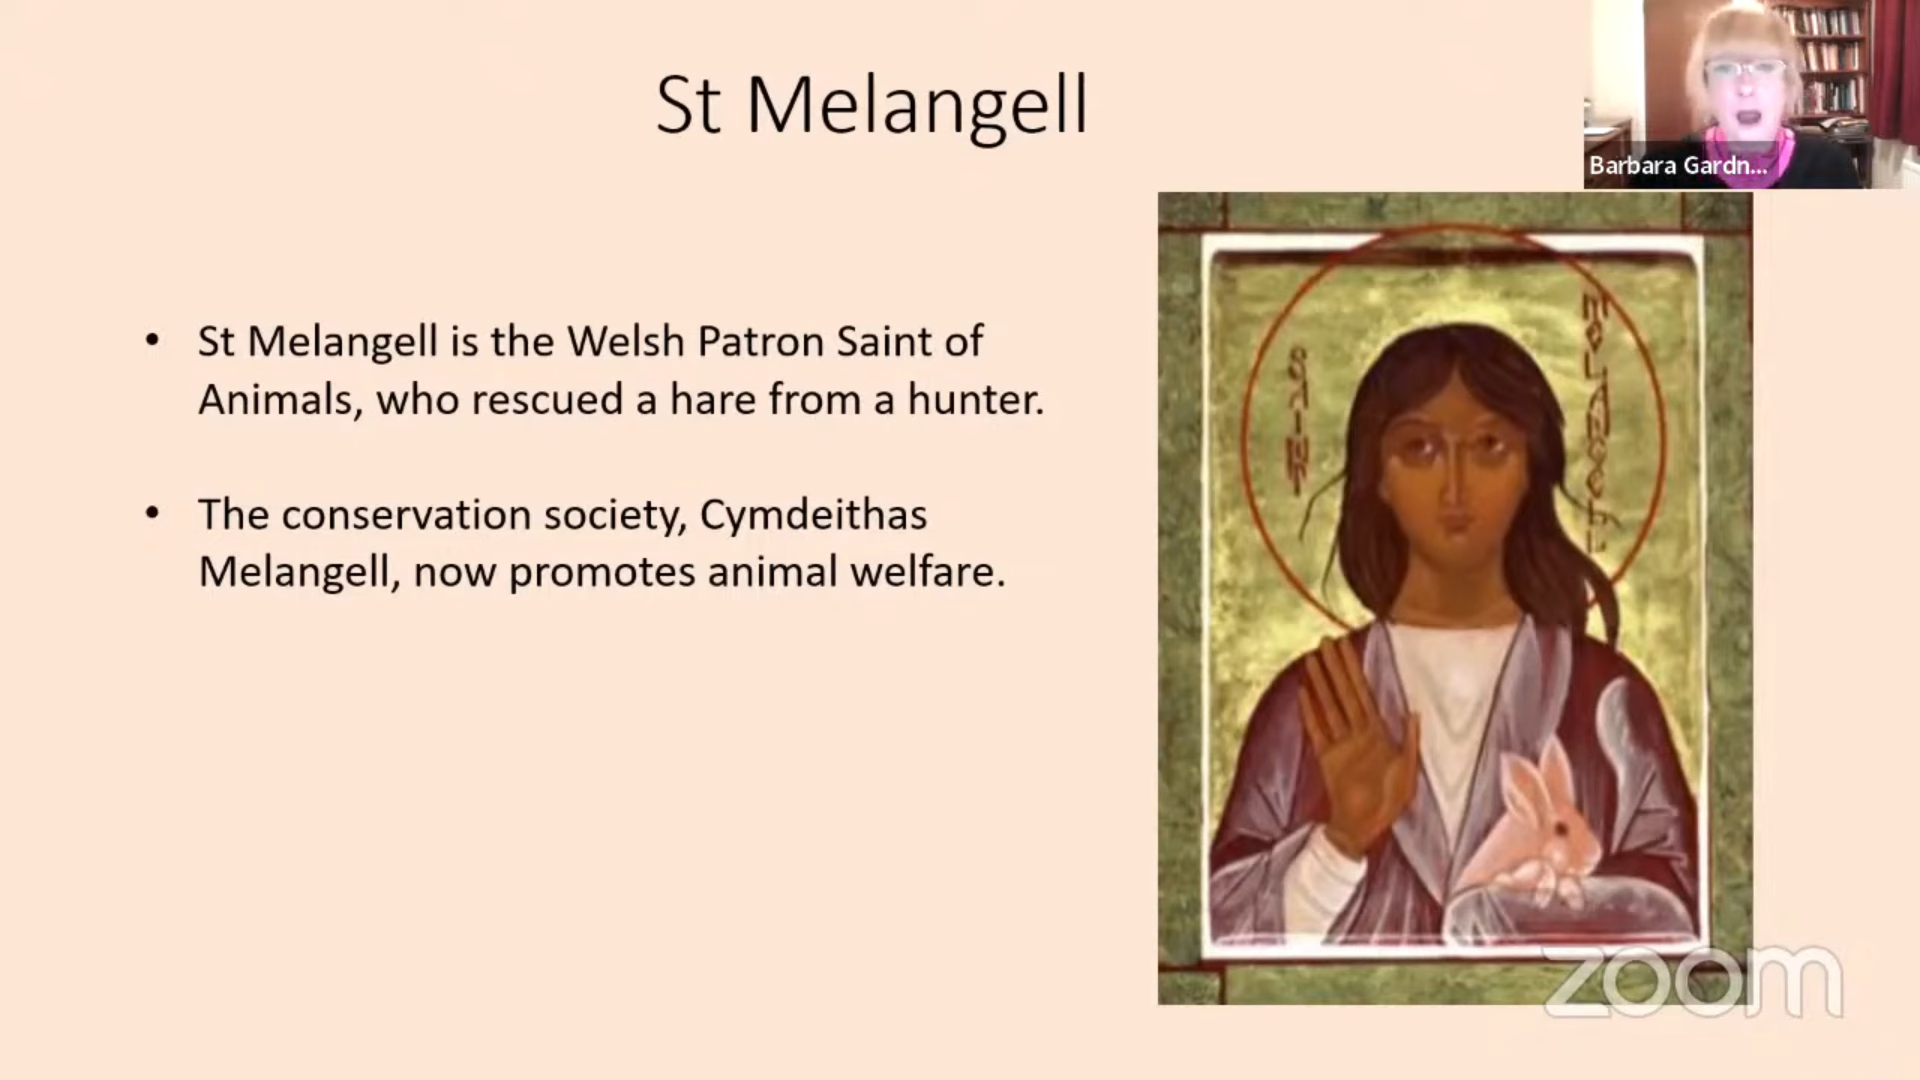 St Melangell
Barbara Gardn...
• St Melangell is the Welsh Patron Saint of
Animals, who rescued a hare from a hunter.
• The conservation society, Cymdeithas
Melangell, now promotes animal welfare.
zoom